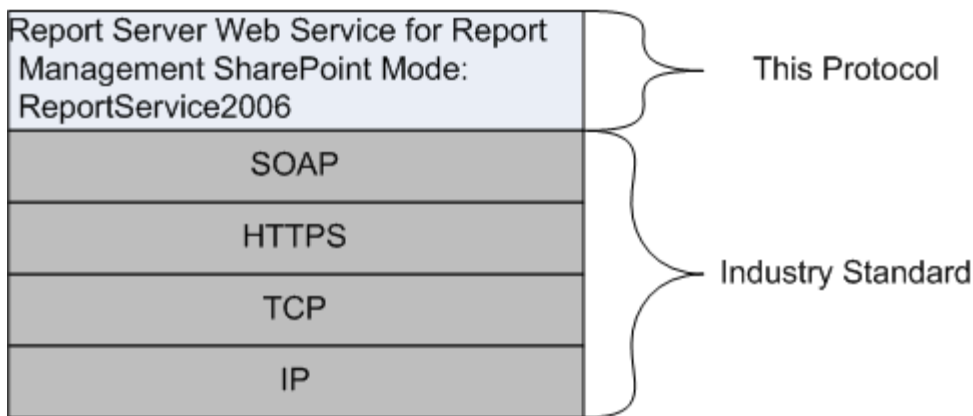 Report Server Web Service for Report
Management SharePoint Mode:
ReportService2006
This Protocol
SOAP
HTTPS
TCP
IP
Industry Standard